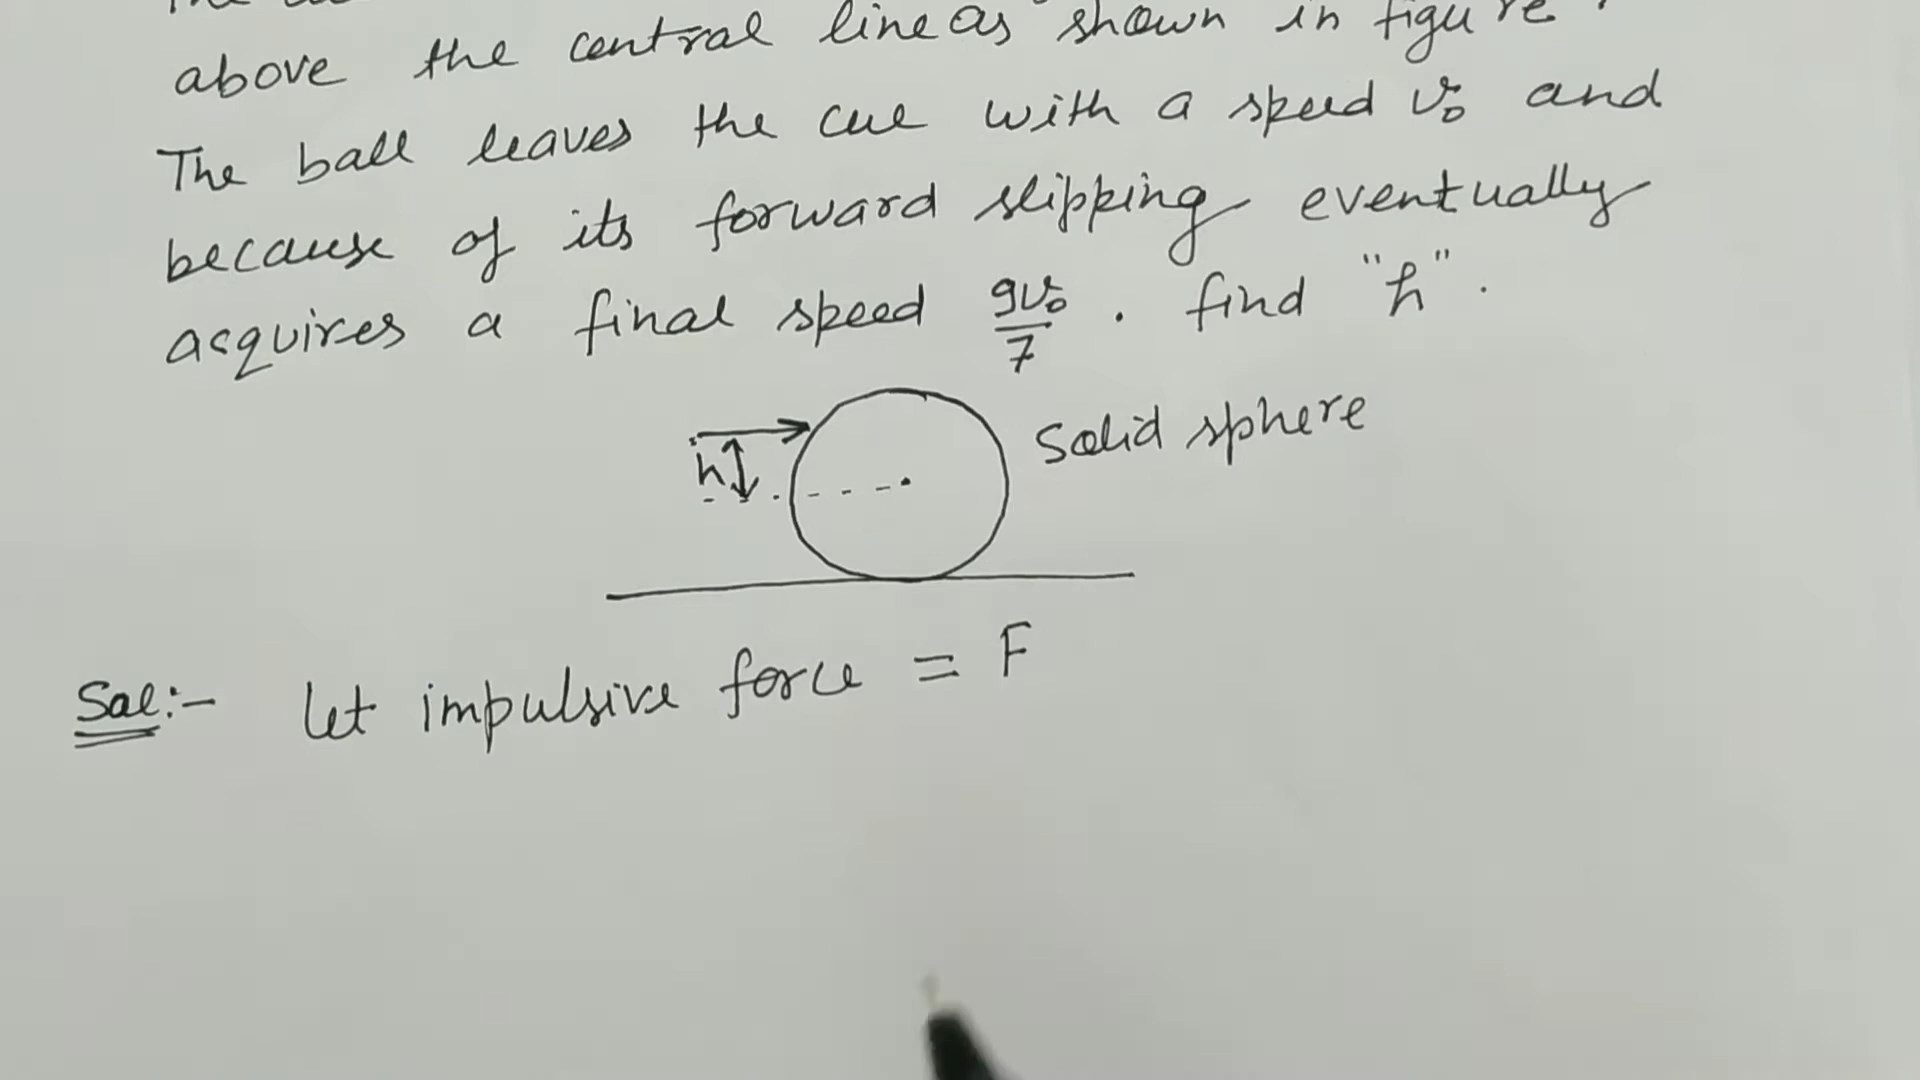 above the central line as shown in figure.
The ball leaves the cue with a speed v₀ and
because of its forward slipping eventually
acquires a final speed 9v₀/7 . find "h" .
h
Solid sphere
Sol:- let impulsive force = F